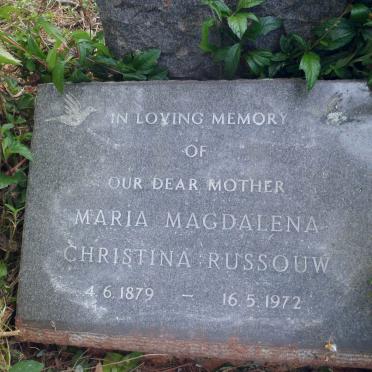 IN LOVING MEMORY
OF
OUR DEAR MOTHER
MARIA MAGDALENA
CHRISTINA RUSSOUW
4.6.1879 – 16.5.1972